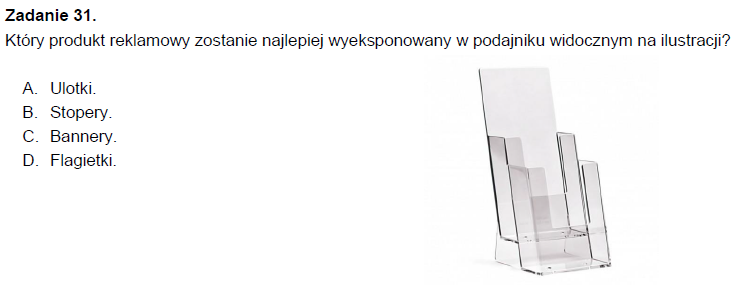 Zadanie 31.
Który produkt reklamowy zostanie najlepiej wyeksponowany w podajniku widocznym na ilustracji?
A. Ulotki.
B. Stopery.
C. Bannery.
D. Flagietki.